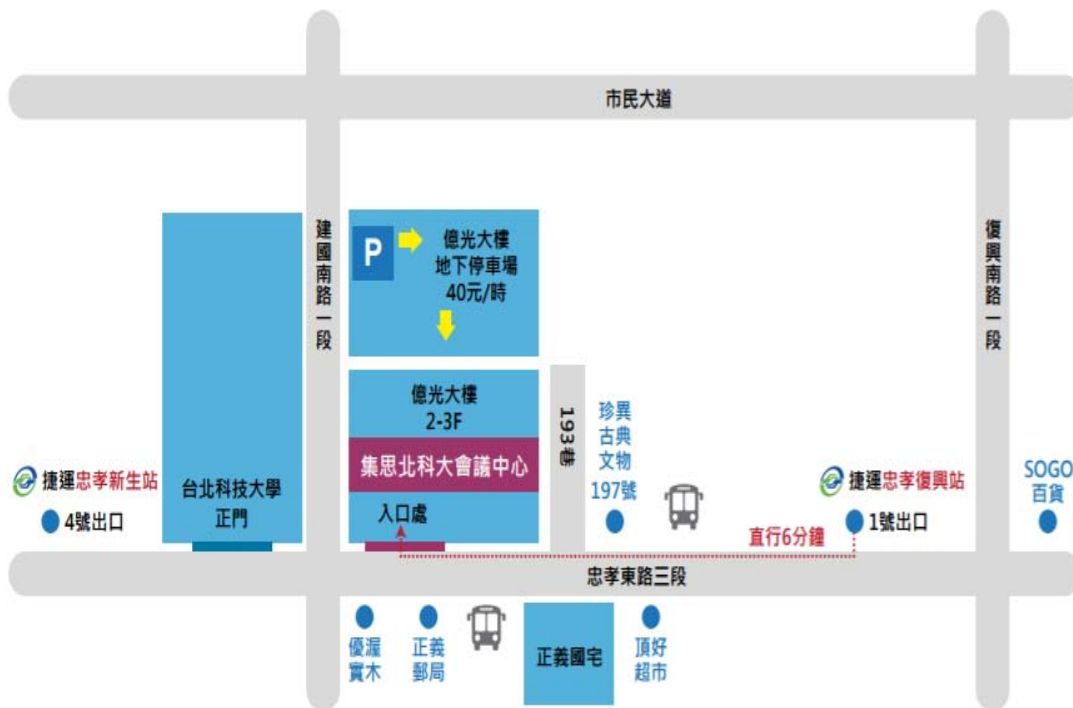 市民大道
建國南路一段
復興南路一段
P
億光大樓
地下停車場
40元/時
億光大樓
2-3F
集思北科大會議中心
入口處
193巷
珍異
古典
文物
197號
捷運忠孝新生站
4號出口
台北科技大學
正門
捷運忠孝復興站
1號出口
SOGO
百貨
直行6分鐘
忠孝東路三段
優渥
實木
正義
郵局
正義國宅
頂好
超市